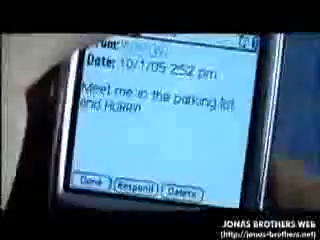 From:
Date: 10/1/05 2:52 pm
Meet me in the parking lot
and HURRY!
Done Respond Delete
JONAS BROTHERS WEB
(http://jonas-brothers.net)